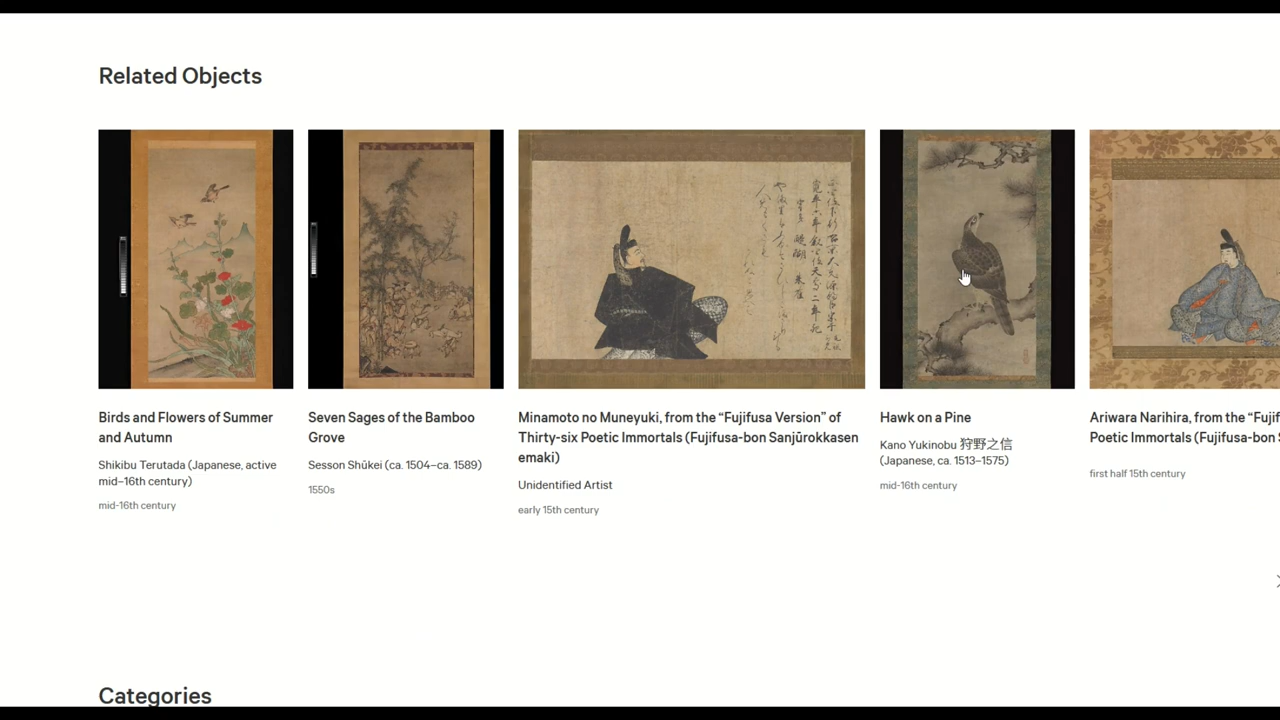 Related Objects
Birds and Flowers of Summer
and Autumn
Shikibu Terutada (Japanese, active
mid–16th century)
mid-16th century
Seven Sages of the Bamboo
Grove
Sesson Shūkei (ca. 1504–ca. 1589)
1550s
Minamoto no Muneyuki, from the “Fujifusa Version” of
Thirty-six Poetic Immortals (Fujifusa-bon Sanjūrokkasen
emaki)
Unidentified Artist
early 15th century
Hawk on a Pine
Kano Yukinobu 狩野之信
(Japanese, ca. 1513–1575)
mid-16th century
Ariwara Narihira, from the “Fujif
Poetic Immortals (Fujifusa-bon S
first half 15th century
Categories